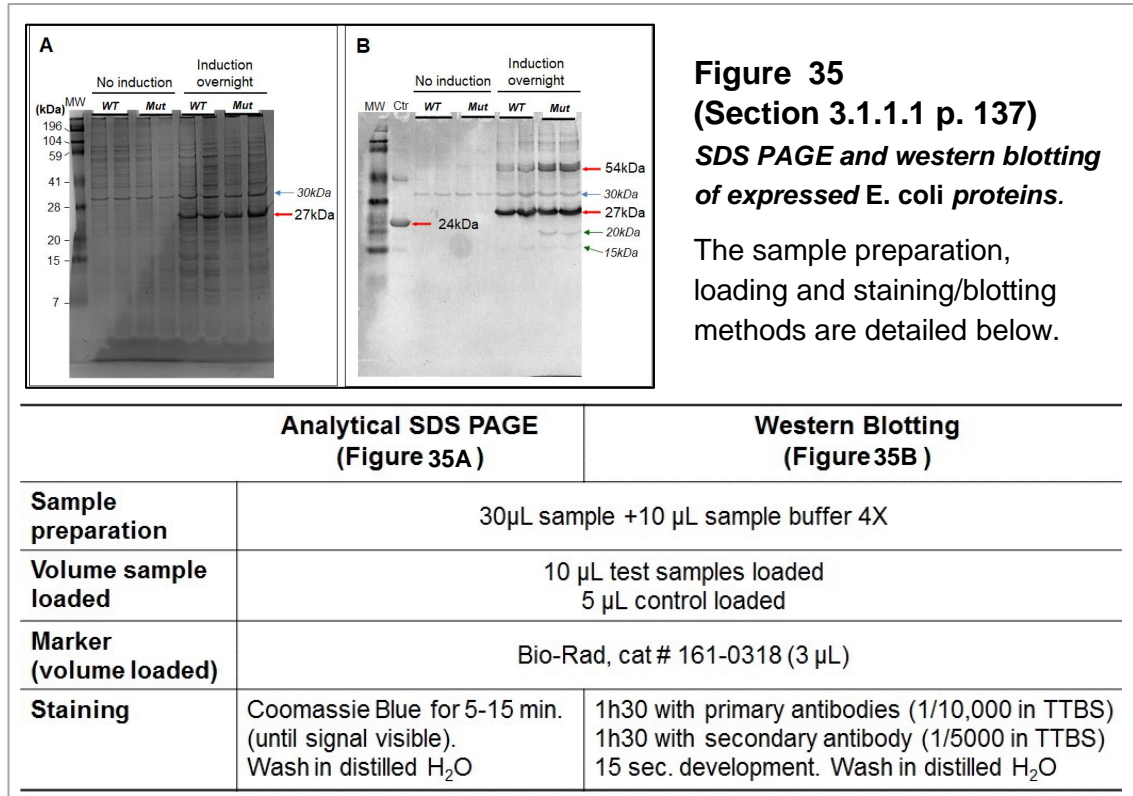 A
No induction
Induction
overnight
(kDa)
MW
WT
Mut
WT
Mut
196
104
59
41
28
20
15
7
30kDa
27kDa
B
No induction
Induction
overnight
MW
Ctr
WT
Mut
WT
Mut
24kDa
54kDa
30kDa
27kDa
20kDa
15kDa
Figure 35
(Section 3.1.1.1 p. 137)
SDS PAGE and western blotting
of expressed E. coli proteins.
The sample preparation,
loading and staining/blotting
methods are detailed below.
Analytical SDS PAGE
(Figure 35A )
Western Blotting
(Figure 35B )
Sample
preparation
30µL sample +10 µL sample buffer 4X
Volume sample
loaded
10 µL test samples loaded
5 µL control loaded
Marker
(volume loaded)
Bio-Rad, cat # 161-0318 (3 µL)
Staining
Coomassie Blue for 5-15 min.
(until signal visible).
Wash in distilled H₂O
1h30 with primary antibodies (1/10,000 in TTBS)
1h30 with secondary antibody (1/5000 in TTBS)
15 sec. development. Wash in distilled H₂O